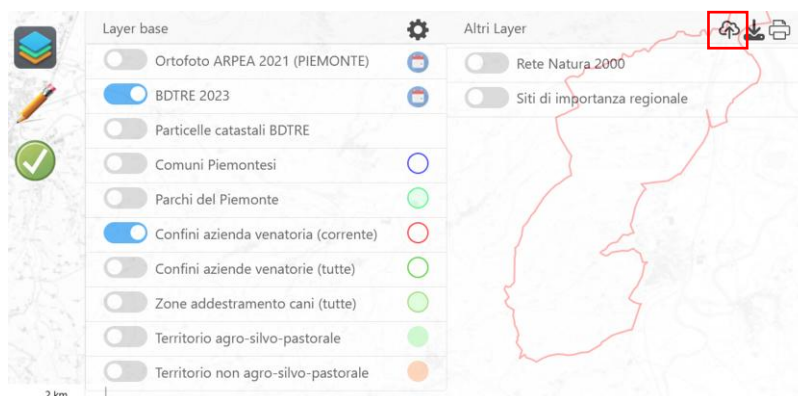 Layer base
Ortofoto ARPEA 2021 (PIEMONTE)
BDTRE 2023
Particelle catastali BDTRE
Comuni Piemontesi
Parchi del Piemonte
Confini azienda venatoria (corrente)
Confini aziende venatorie (tutte)
Zone addestramento cani (tutte)
Territorio agro-silvo-pastorale
Territorio non agro-silvo-pastorale
Altri Layer
Rete Natura 2000
Siti di importanza regionale
2 km